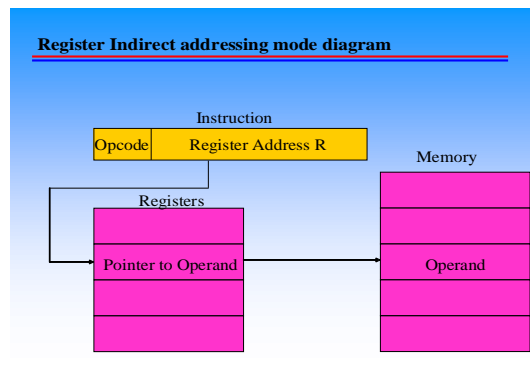 Register Indirect addressing mode diagram
Instruction
Opcode
Register Address R
Memory
Registers
Pointer to Operand
Operand